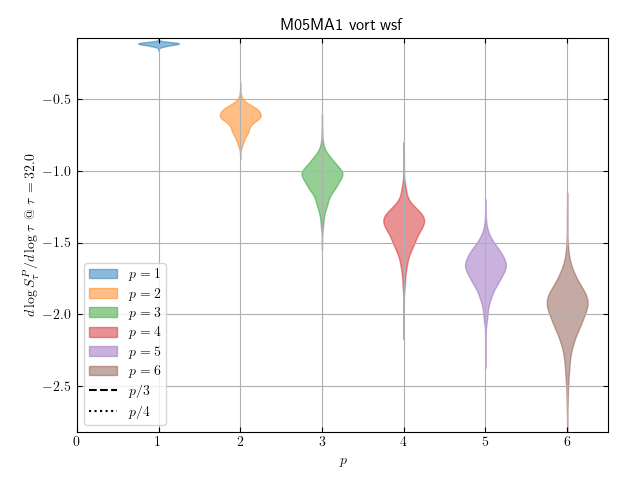 M05MA1 vort wsf
d log S_τ^P / d log τ @ τ = 32.0
−0.5
−1.0
−1.5
−2.0
−2.5
p = 1
p = 2
p = 3
p = 4
p = 5
p = 6
p/3
p/4
0 1 2 3 4 5 6
p